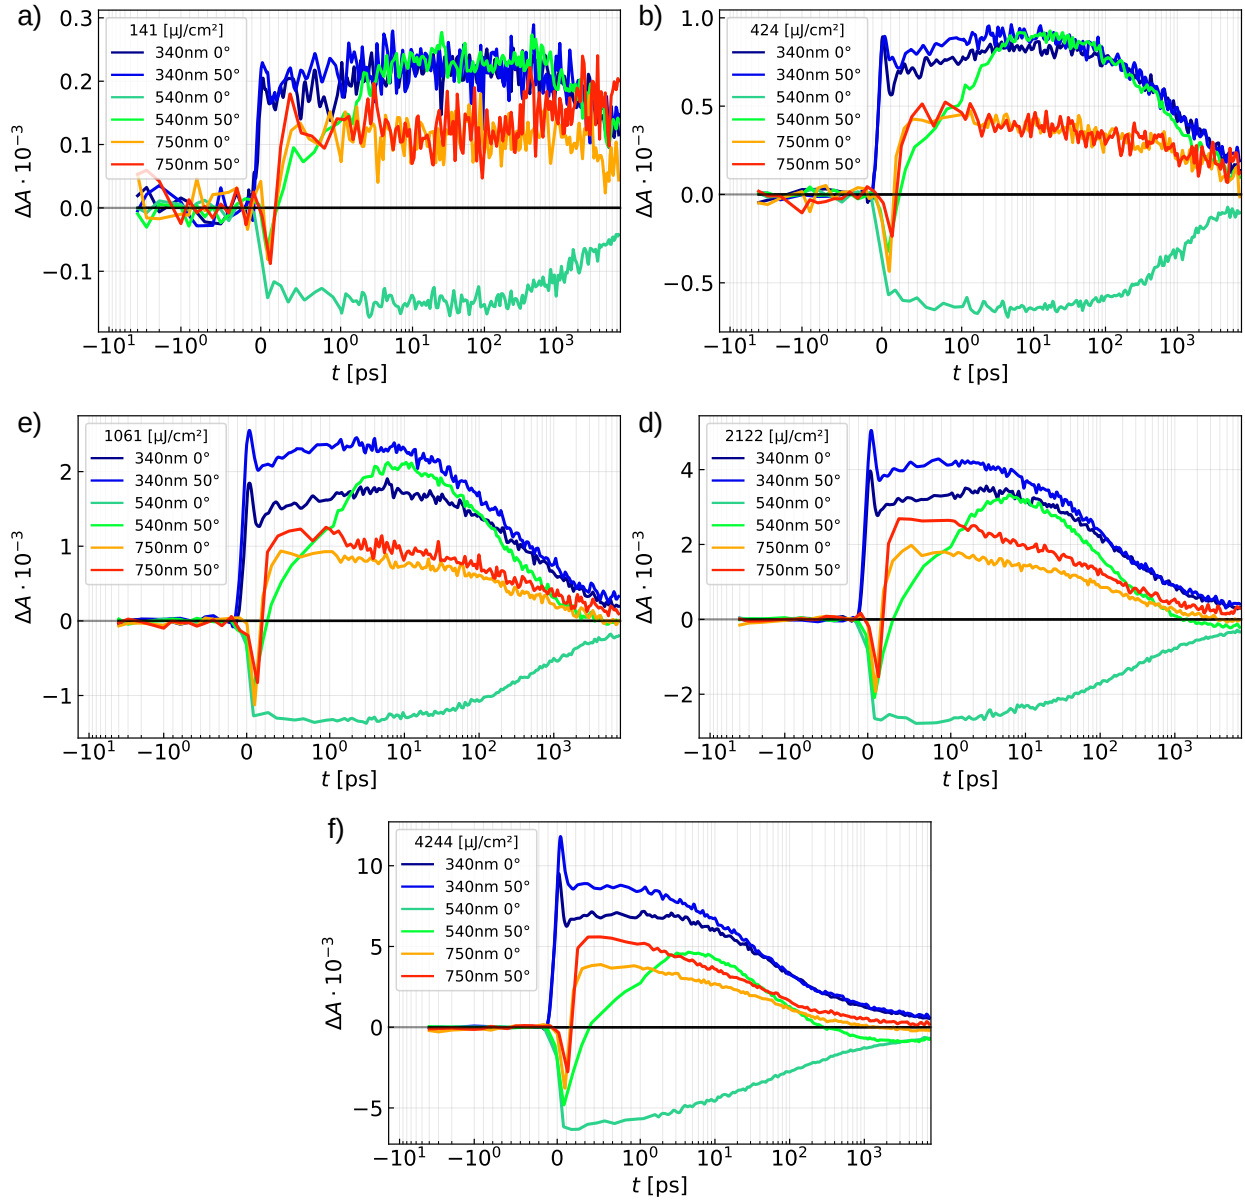 a)
141 [µJ/cm²]
340nm 0°
340nm 50°
540nm 0°
540nm 50°
750nm 0°
750nm 50°
0.3
0.2
0.1
0.0
−0.1
ΔA · 10⁻³
−10¹ −10⁰ 0 10⁰ 10¹ 10² 10³
t [ps]
b)
424 [µJ/cm²]
340nm 0°
340nm 50°
540nm 0°
540nm 50°
750nm 0°
750nm 50°
1.0
0.5
0.0
−0.5
ΔA · 10⁻³
−10¹ −10⁰ 0 10⁰ 10¹ 10² 10³
t [ps]
e)
1061 [µJ/cm²]
340nm 0°
340nm 50°
540nm 0°
540nm 50°
750nm 0°
750nm 50°
2
1
0
−1
ΔA · 10⁻³
−10¹ −10⁰ 0 10⁰ 10¹ 10² 10³
t [ps]
d)
2122 [µJ/cm²]
340nm 0°
340nm 50°
540nm 0°
540nm 50°
750nm 0°
750nm 50°
4
2
0
−2
ΔA · 10⁻³
−10¹ −10⁰ 0 10⁰ 10¹ 10² 10³
t [ps]
f)
4244 [µJ/cm²]
340nm 0°
340nm 50°
540nm 0°
540nm 50°
750nm 0°
750nm 50°
10
5
0
−5
ΔA · 10⁻³
−10¹ −10⁰ 0 10⁰ 10¹ 10² 10³
t [ps]